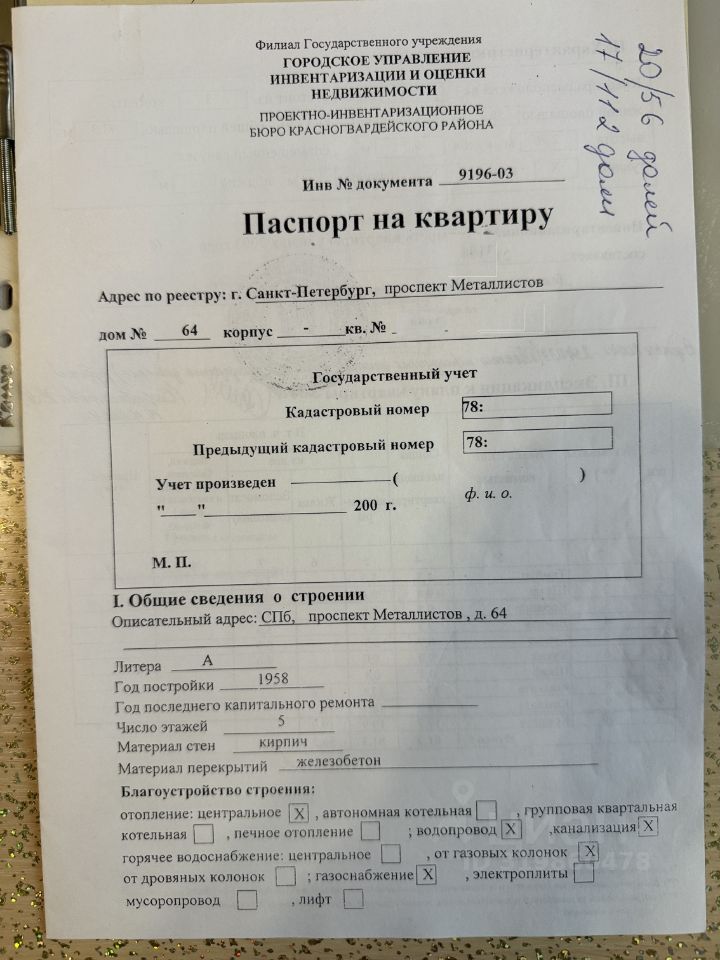 Филиал Государственного учреждения
ГОРОДСКОЕ УПРАВЛЕНИЕ
ИНВЕНТАРИЗАЦИИ И ОЦЕНКИ
НЕДВИЖИМОСТИ
ПРОЕКТНО-ИНВЕНТАРИЗАЦИОННОЕ
БЮРО КРАСНОГВАРДЕЙСКОГО РАЙОНА
20/56 долей
17/112 доли
Инв № документа 9196-03
Паспорт на квартиру
Адрес по реестру: г. Санкт-Петербург, проспект Металлистов
дом № 64 корпус - кв. №
Государственный учет
Кадастровый номер 78:
Предыдущий кадастровый номер 78:
Учет произведен ( )
ф. и. о.
"____"____ 200 г.
М. П.
I. Общие сведения о строении
Описательный адрес: СПб, проспект Металлистов , д. 64
Литера А
Год постройки 1958
Год последнего капитального ремонта
Число этажей 5
Материал стен кирпич
Материал перекрытий железобетон
Благоустройство строения:
отопление: центральное X , автономная котельная , групповая квартальная
котельная , печное отопление ; водопровод X ,канализация X
горячее водоснабжение: центральное , от газовых колонок X
от дровяных колонок ; газоснабжение X , электроплиты
мусоропровод , лифт